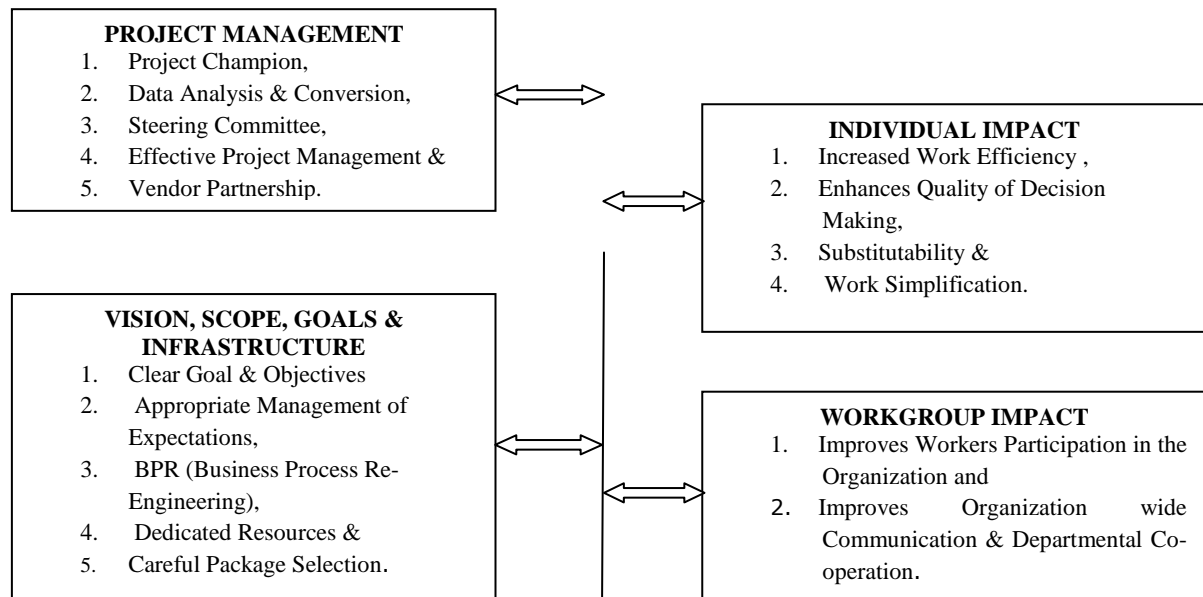 PROJECT MANAGEMENT
1. Project Champion,
2. Data Analysis & Conversion,
3. Steering Committee,
4. Effective Project Management &
5. Vendor Partnership.
VISION, SCOPE, GOALS &
INFRASTRUCTURE
1. Clear Goal & Objectives
2. Appropriate Management of
Expectations,
3. BPR (Business Process Re-
Engineering),
4. Dedicated Resources &
5. Careful Package Selection.
INDIVIDUAL IMPACT
1. Increased Work Efficiency ,
2. Enhances Quality of Decision
Making,
3. Substitutability &
4. Work Simplification.
WORKGROUP IMPACT
1. Improves Workers Participation in the
Organization and
2. Improves Organization wide
Communication & Departmental Co-
operation.